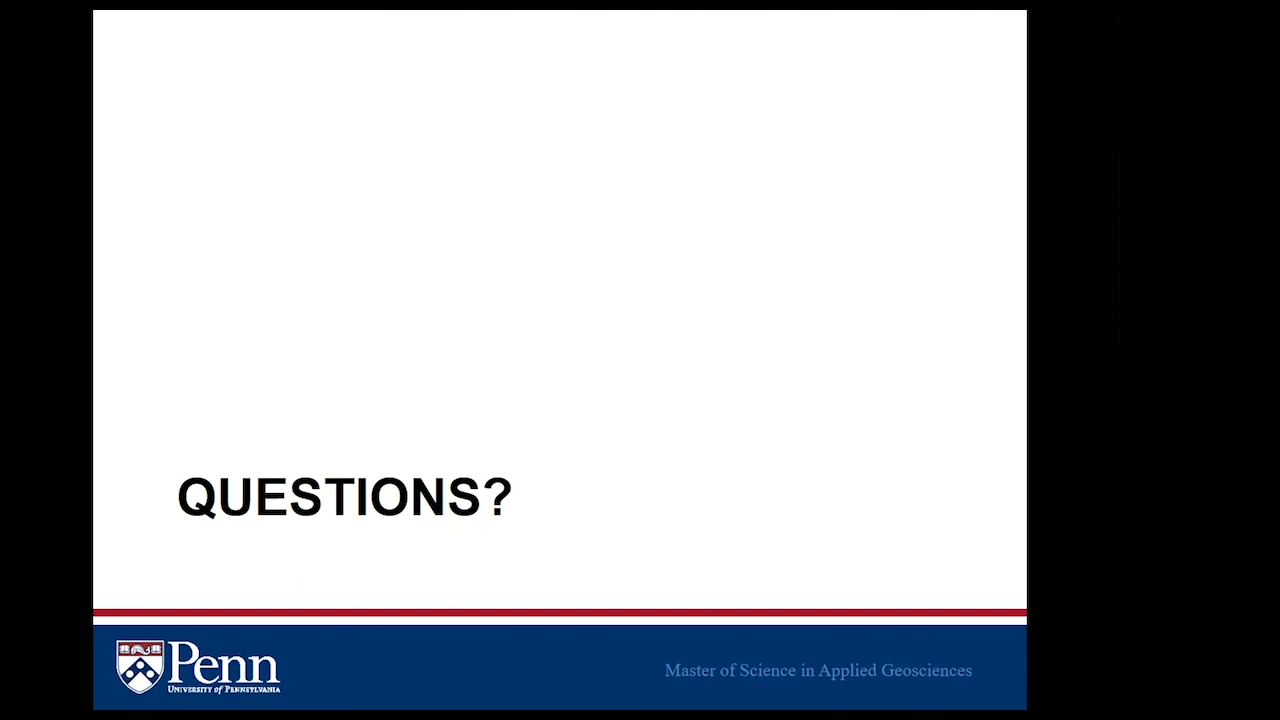 QUESTIONS?
Penn
UNIVERSITY of PENNSYLVANIA
Master of Science in Applied Geosciences